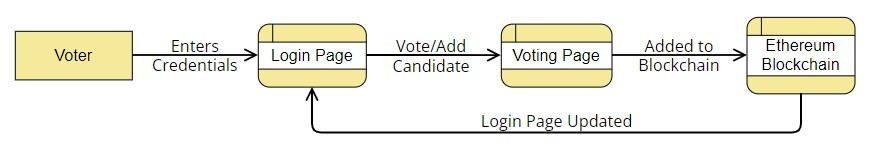 Voter
Enters
Credentials
Login Page
Vote/Add
Candidate
Voting Page
Added to
Blockchain
Ethereum
Blockchain
Login Page Updated